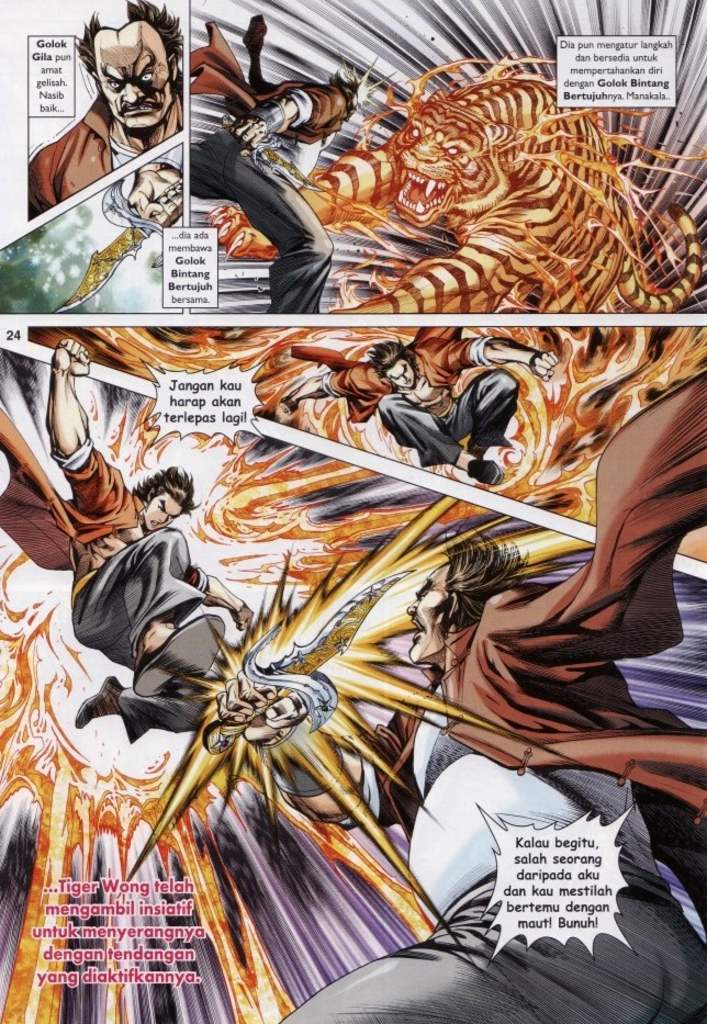 Golok
Gila pun
amat
gelisah.
Nasib
baik...
...dia ada
membawa
Golok
Bintang
Bertujuh
bersama.
Dia pun mengatur langkah
dan bersedia untuk
mempertahankan diri
dengan Golok Bintang
Bertujuhnya. Manakala..
24
Jangan kau
harap akan
terlepas lagi!
...Tiger Wong telah
mengambil insiatif
untuk menyerangnya
dengan tendangan
yang diaktifkannya.
Kalau begitu,
salah seorang
daripada aku
dan kau mestilah
bertemu dengan
maut! Bunuh!